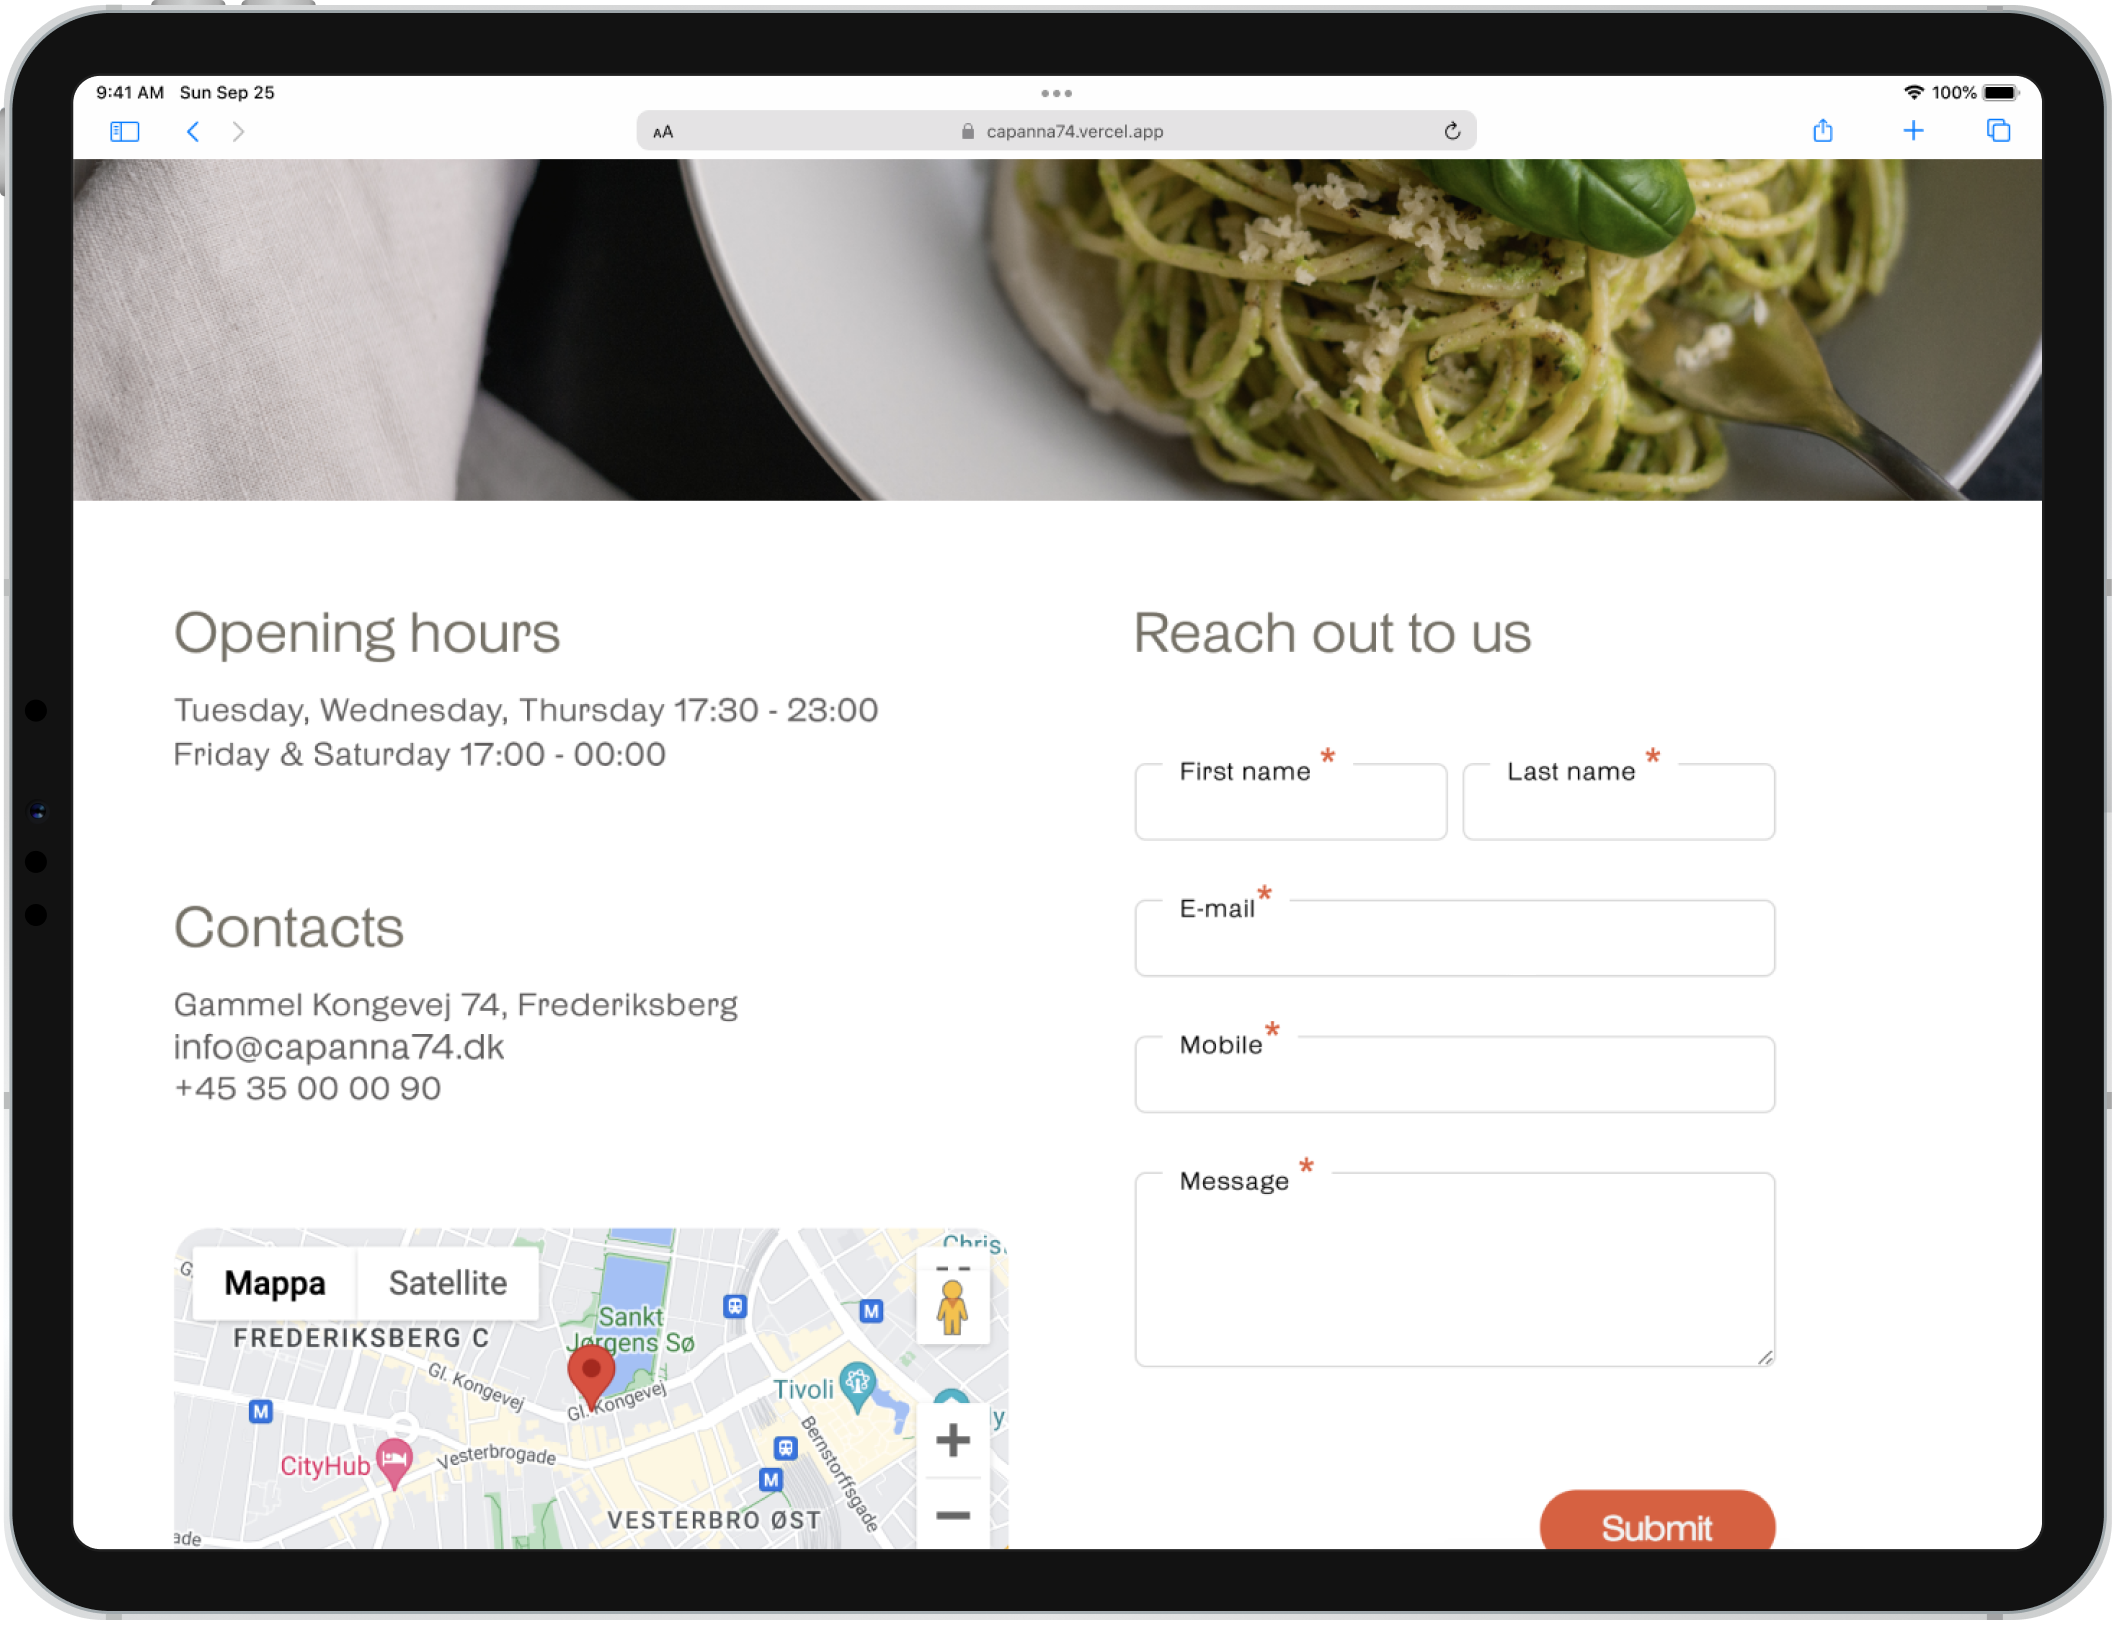 9:41 AM Sun Sep 25
100%
AA
capanna74.vercel.app
Opening hours
Tuesday, Wednesday, Thursday 17:30 - 23:00
Friday & Saturday 17:00 - 00:00
Contacts
Gammel Kongevej 74, Frederiksberg
info@capanna74.dk
+45 35 00 00 90
Mappa
Satellite
Chris
G
FREDERIKSBERG C
Sankt
Jørgens Sø
M
Gl. Kongevej
Gl. Kongevej
Tivoli
M
CityHub
Vesterbrogade
Bernstorffsgade
M
VESTERBRO ØST
ade
y
Reach out to us
First name *
Last name *
E-mail *
Mobile *
Message *
Submit